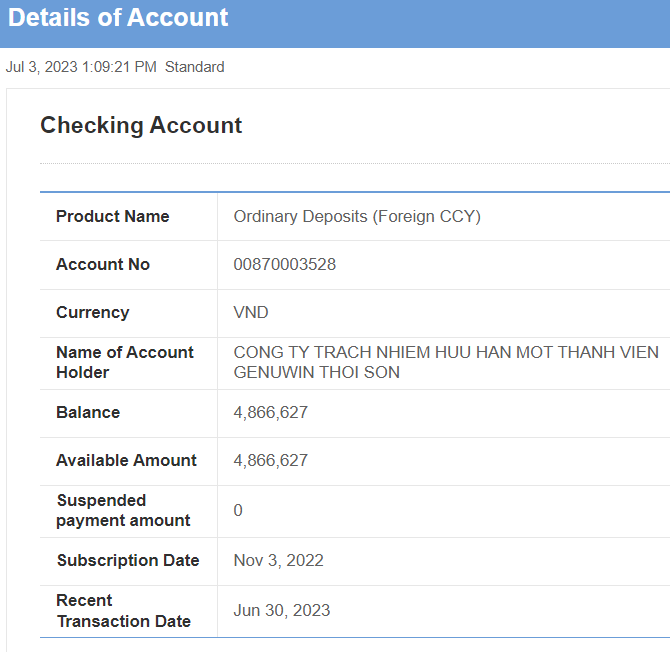 Details of Account
Jul 3, 2023 1:09:21 PM Standard
Checking Account
Product Name Ordinary Deposits (Foreign CCY)
Account No 00870003528
Currency VND
Name of Account Holder CONG TY TRACH NHIEM HUU HAN MOT THANH VIEN
GENUWIN THOI SON
Balance 4,866,627
Available Amount 4,866,627
Suspended
payment amount 0
Subscription Date Nov 3, 2022
Recent
Transaction Date Jun 30, 2023